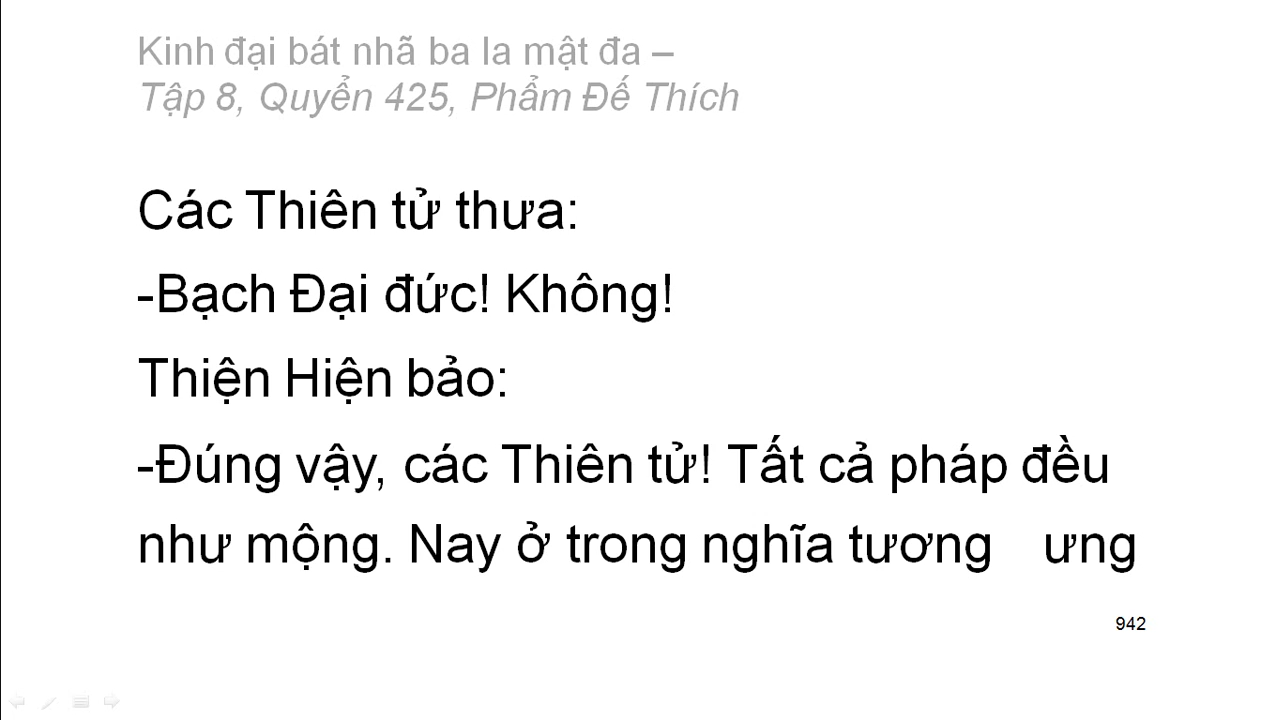 Kinh đại bát nhã ba la mật đa –
Tập 8, Quyển 425, Phẩm Đế Thích
Các Thiên tử thưa:
-Bạch Đại đức! Không!
Thiện Hiện bảo:
-Đúng vậy, các Thiên tử! Tất cả pháp đều
như mộng. Nay ở trong nghĩa tương ưng
942